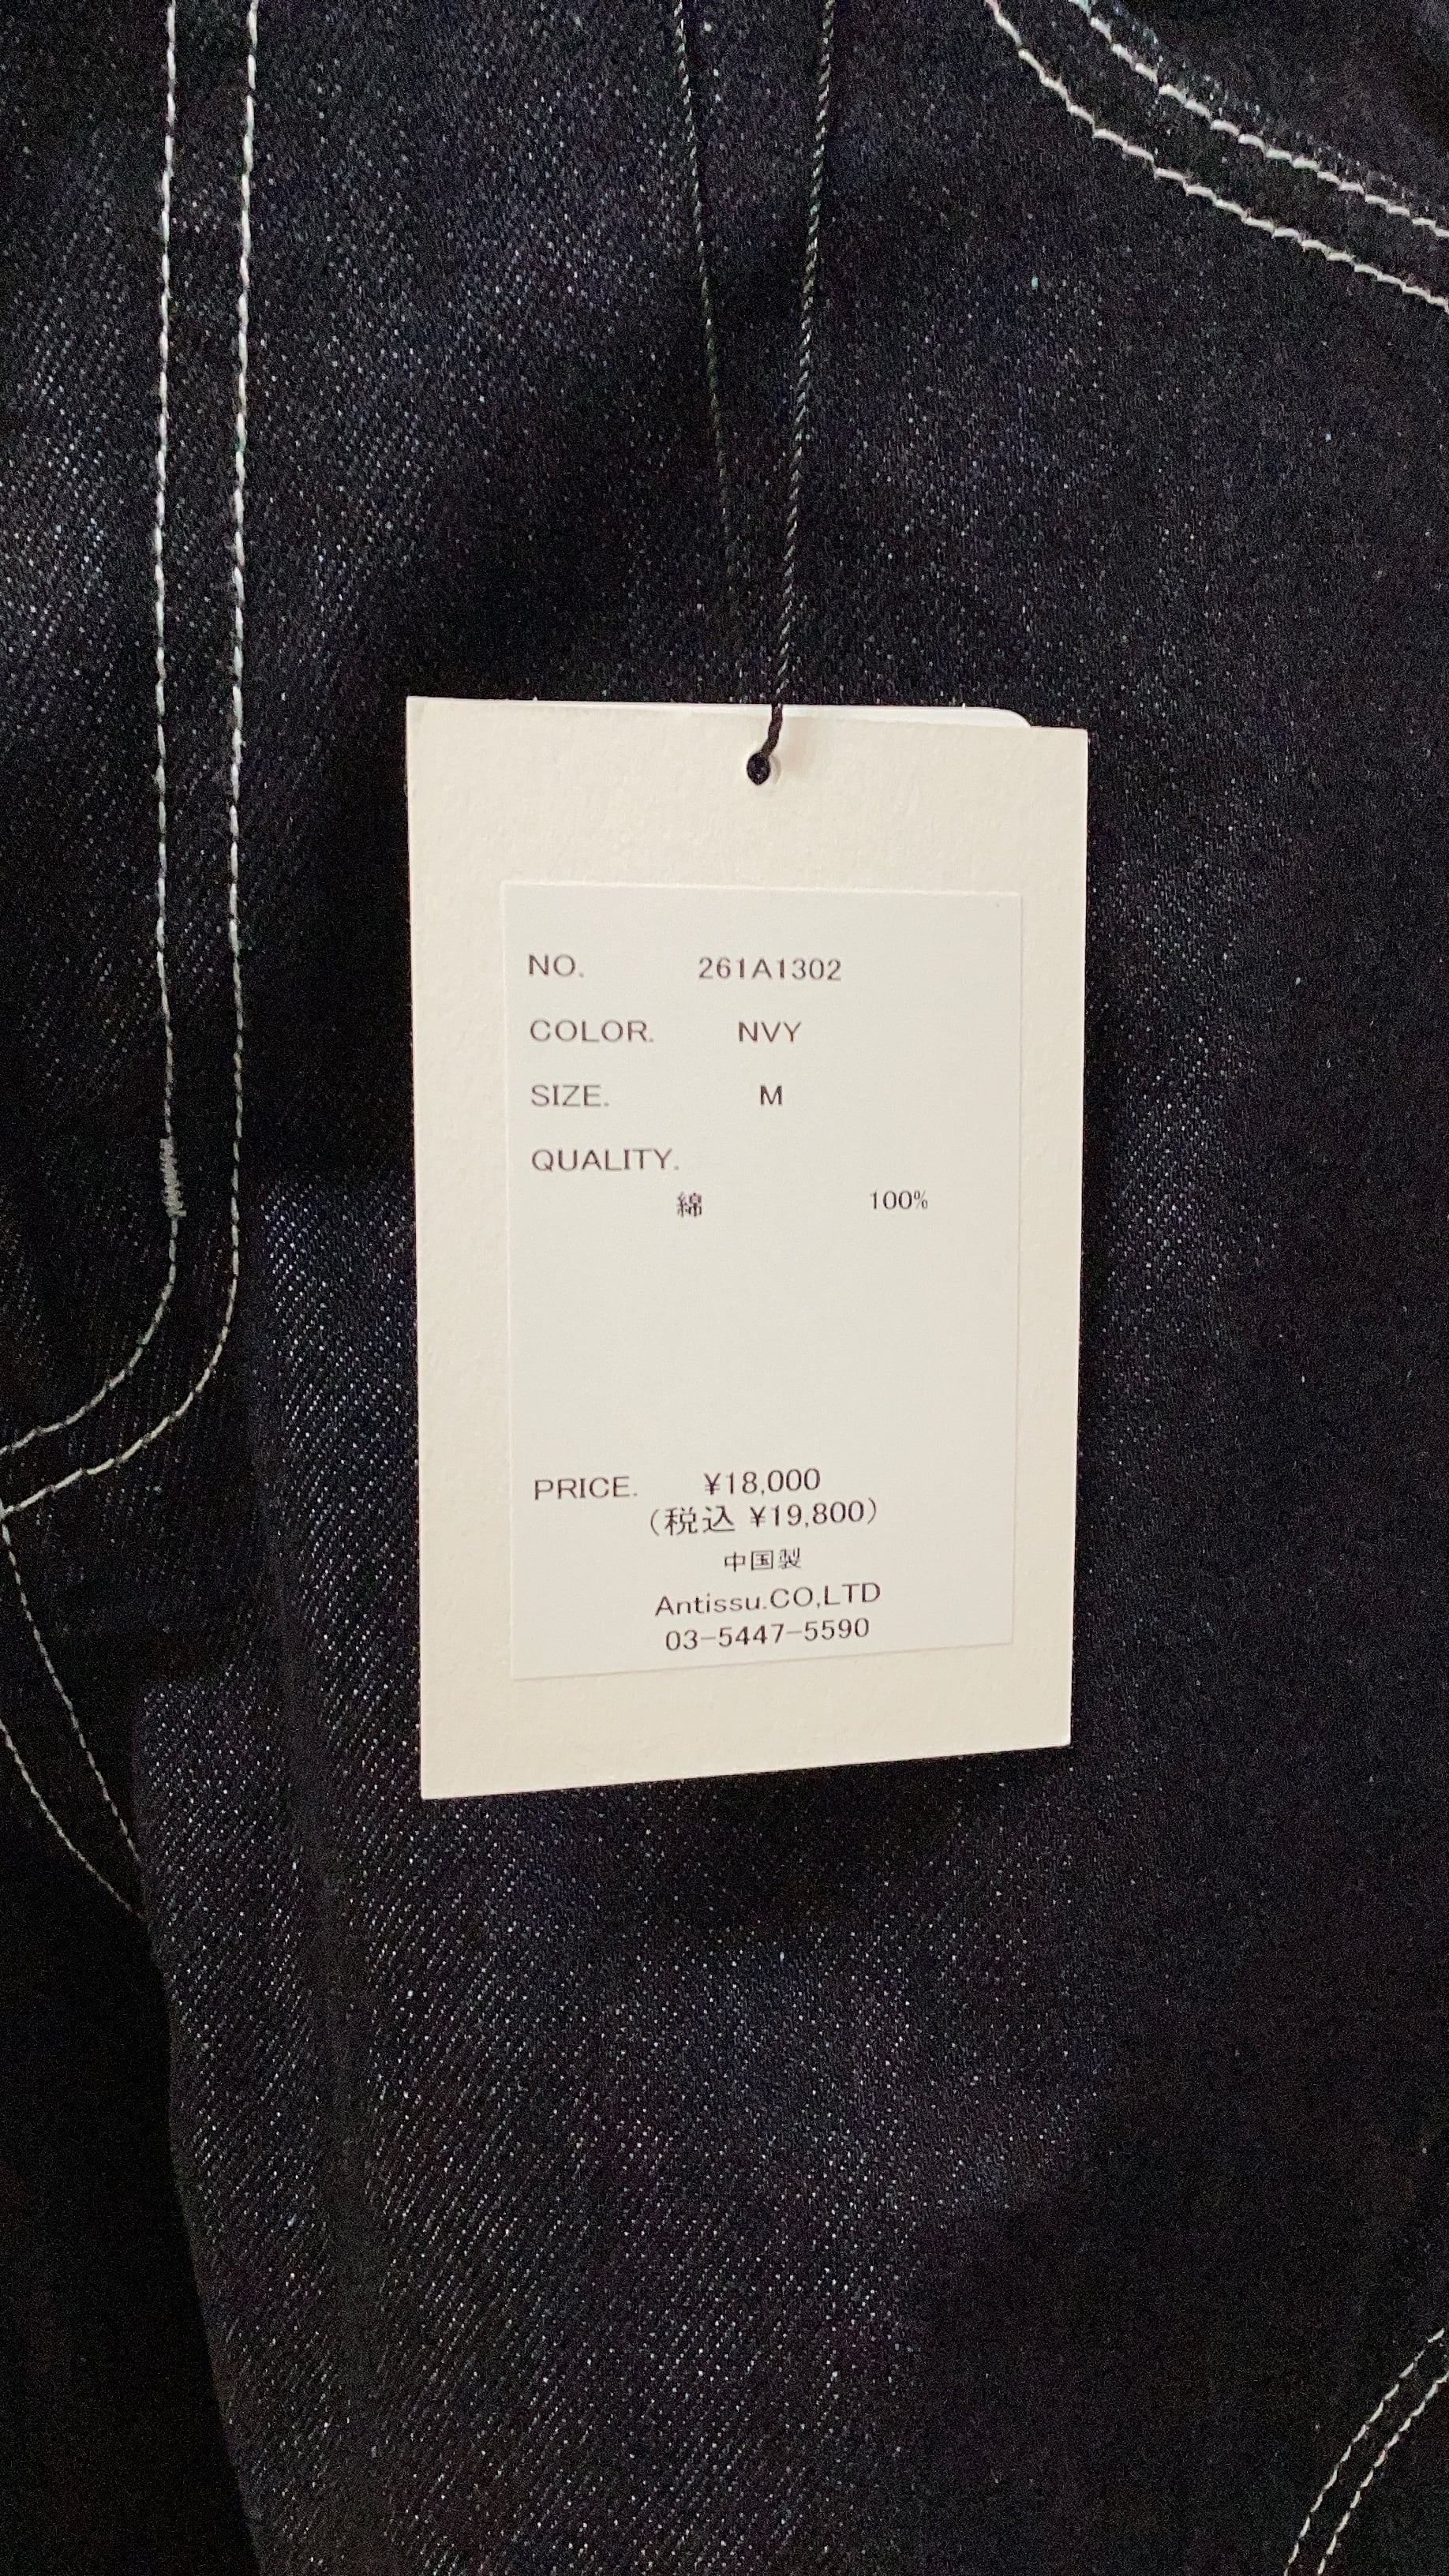 NO. 261A1302
COLOR. NVY
SIZE. M
QUALITY.
綿 100%
PRICE. ¥18,000
(税込 ¥19,800)
中国製
Antissu.CO,LTD
03-5447-5590